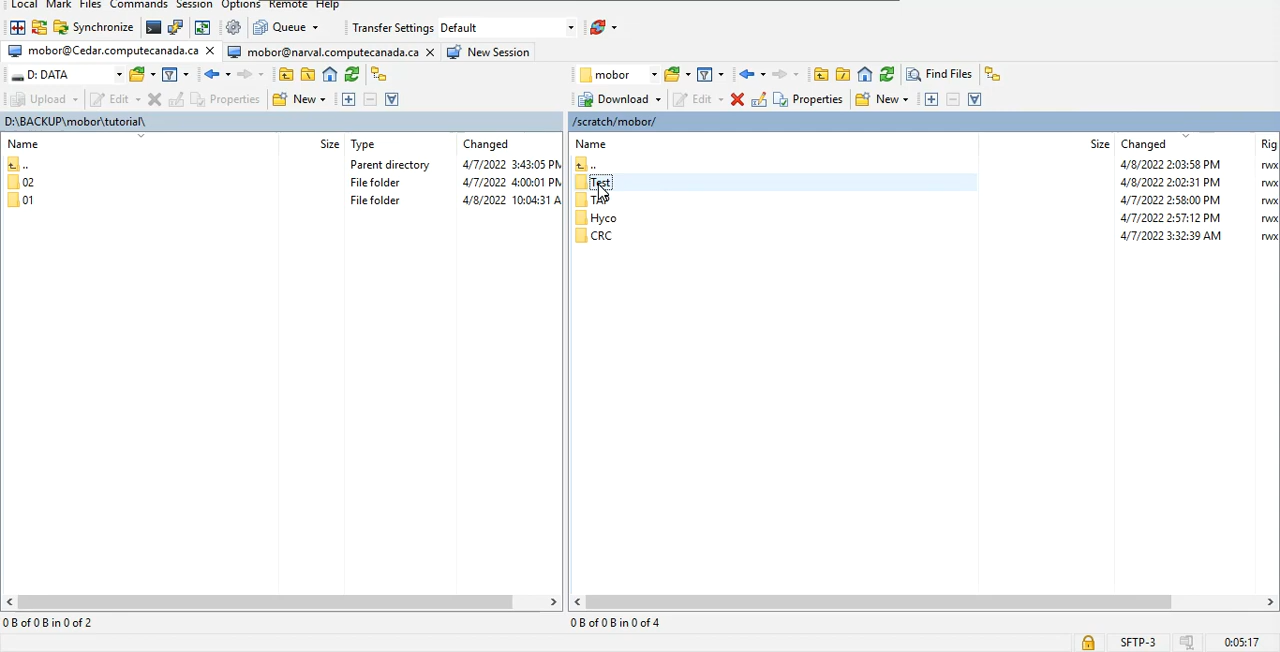 Local Mark Files Commands Session Options Remote Help
Synchronize Queue Transfer Settings Default
mobor@Cedar.computecanada.ca mobor@narval.computecanada.ca New Session
D: DATA mobor Find Files
Upload Edit Properties New Download Edit Properties New
D:\BACKUP\mobor\tutorial\ /scratch/mobor/
Name Size Type Changed Name Size Changed Rig
.. Parent directory 4/7/2022 3:43:05 PM .. 4/8/2022 2:03:58 PM rwx
02 File folder 4/7/2022 4:00:01 PM Test 4/8/2022 2:02:31 PM rwx
01 File folder 4/8/2022 10:04:31 A 4/7/2022 2:58:00 PM rwx
Hyco 4/7/2022 2:57:12 PM rwx
CRC 4/7/2022 3:32:39 AM rwx
0 B of 0 B in 0 of 2 0 B of 0 B in 0 of 4
SFTP-3 0:05:17